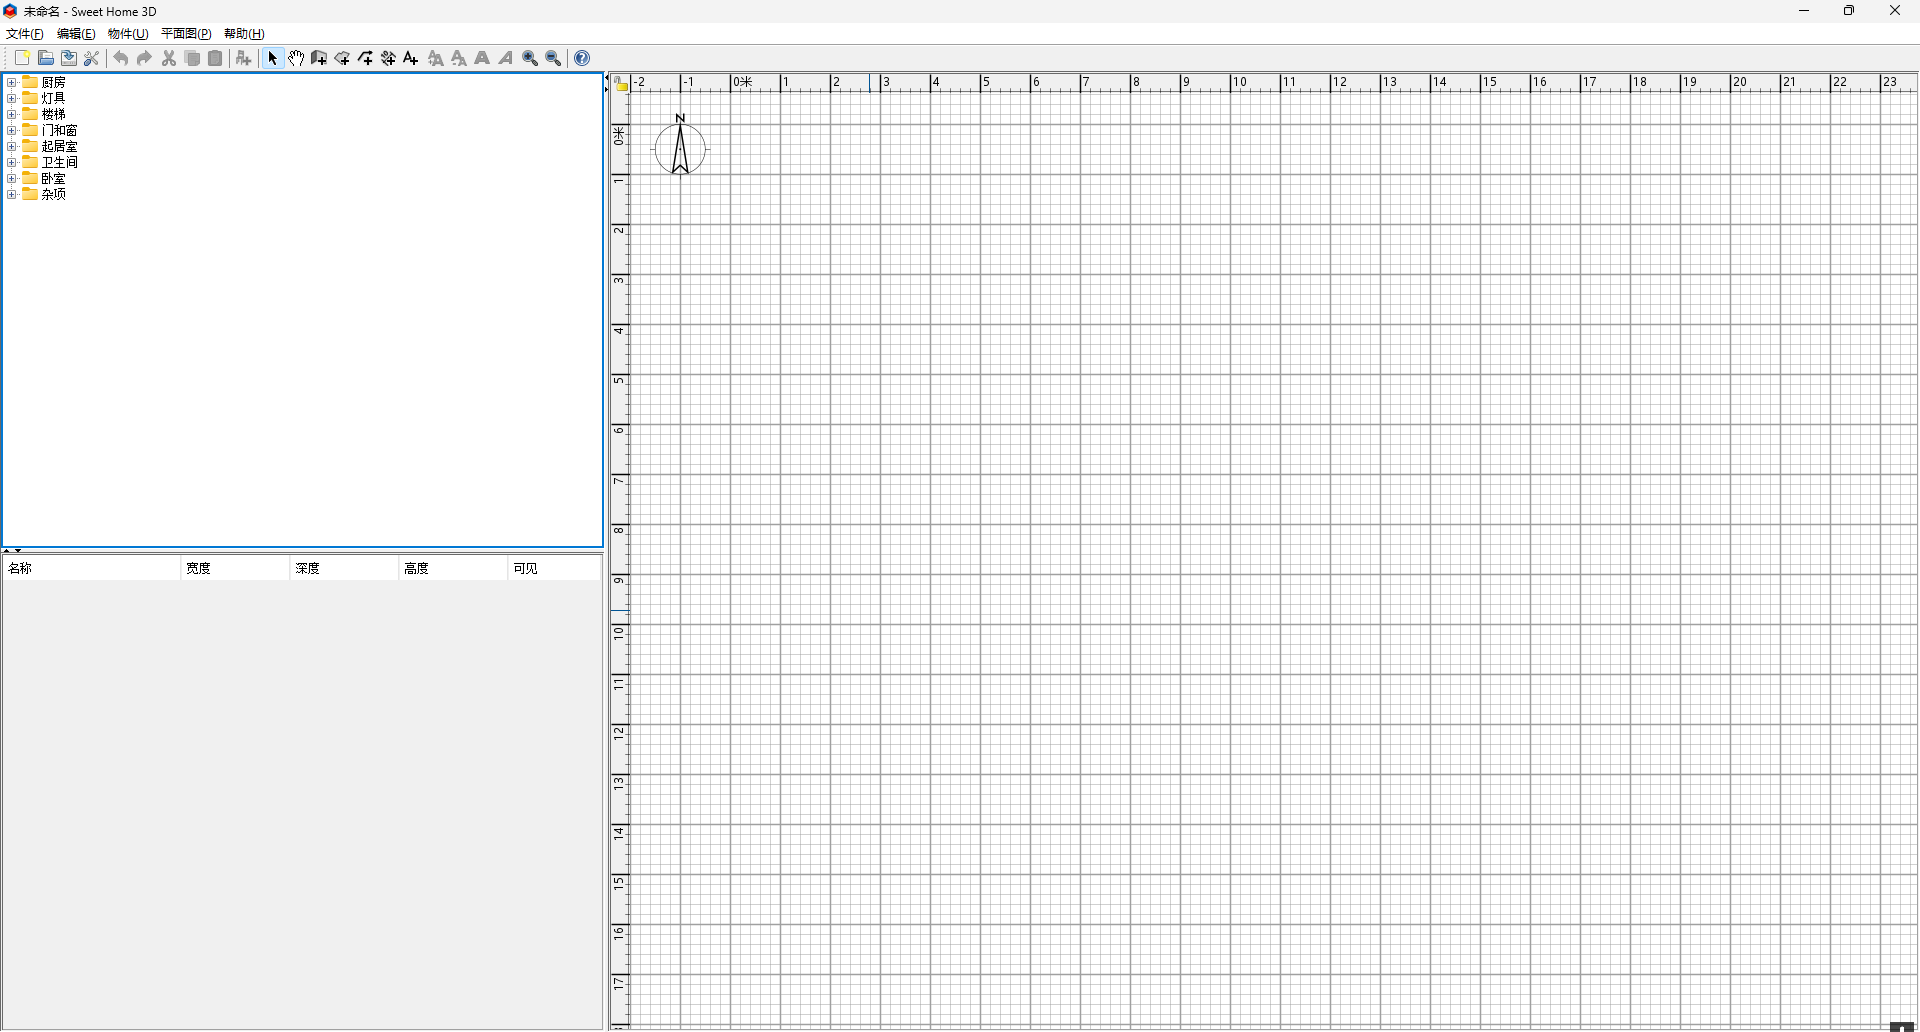 未命名 - Sweet Home 3D
文件(F) 编辑(E) 物件(U) 平面图(P) 帮助(H)
厨房
灯具
楼梯
门和窗
起居室
卫生间
卧室
杂项
名称 宽度 深度 高度 可见
-2 -1 0米 1 2 3 4 5 6 7 8 9 10 11 12 13 14 15 16 17 18 19 20 21 22 23
N
0米
1
2
3
4
5
6
7
8
9
10
11
12
13
14
15
16
17